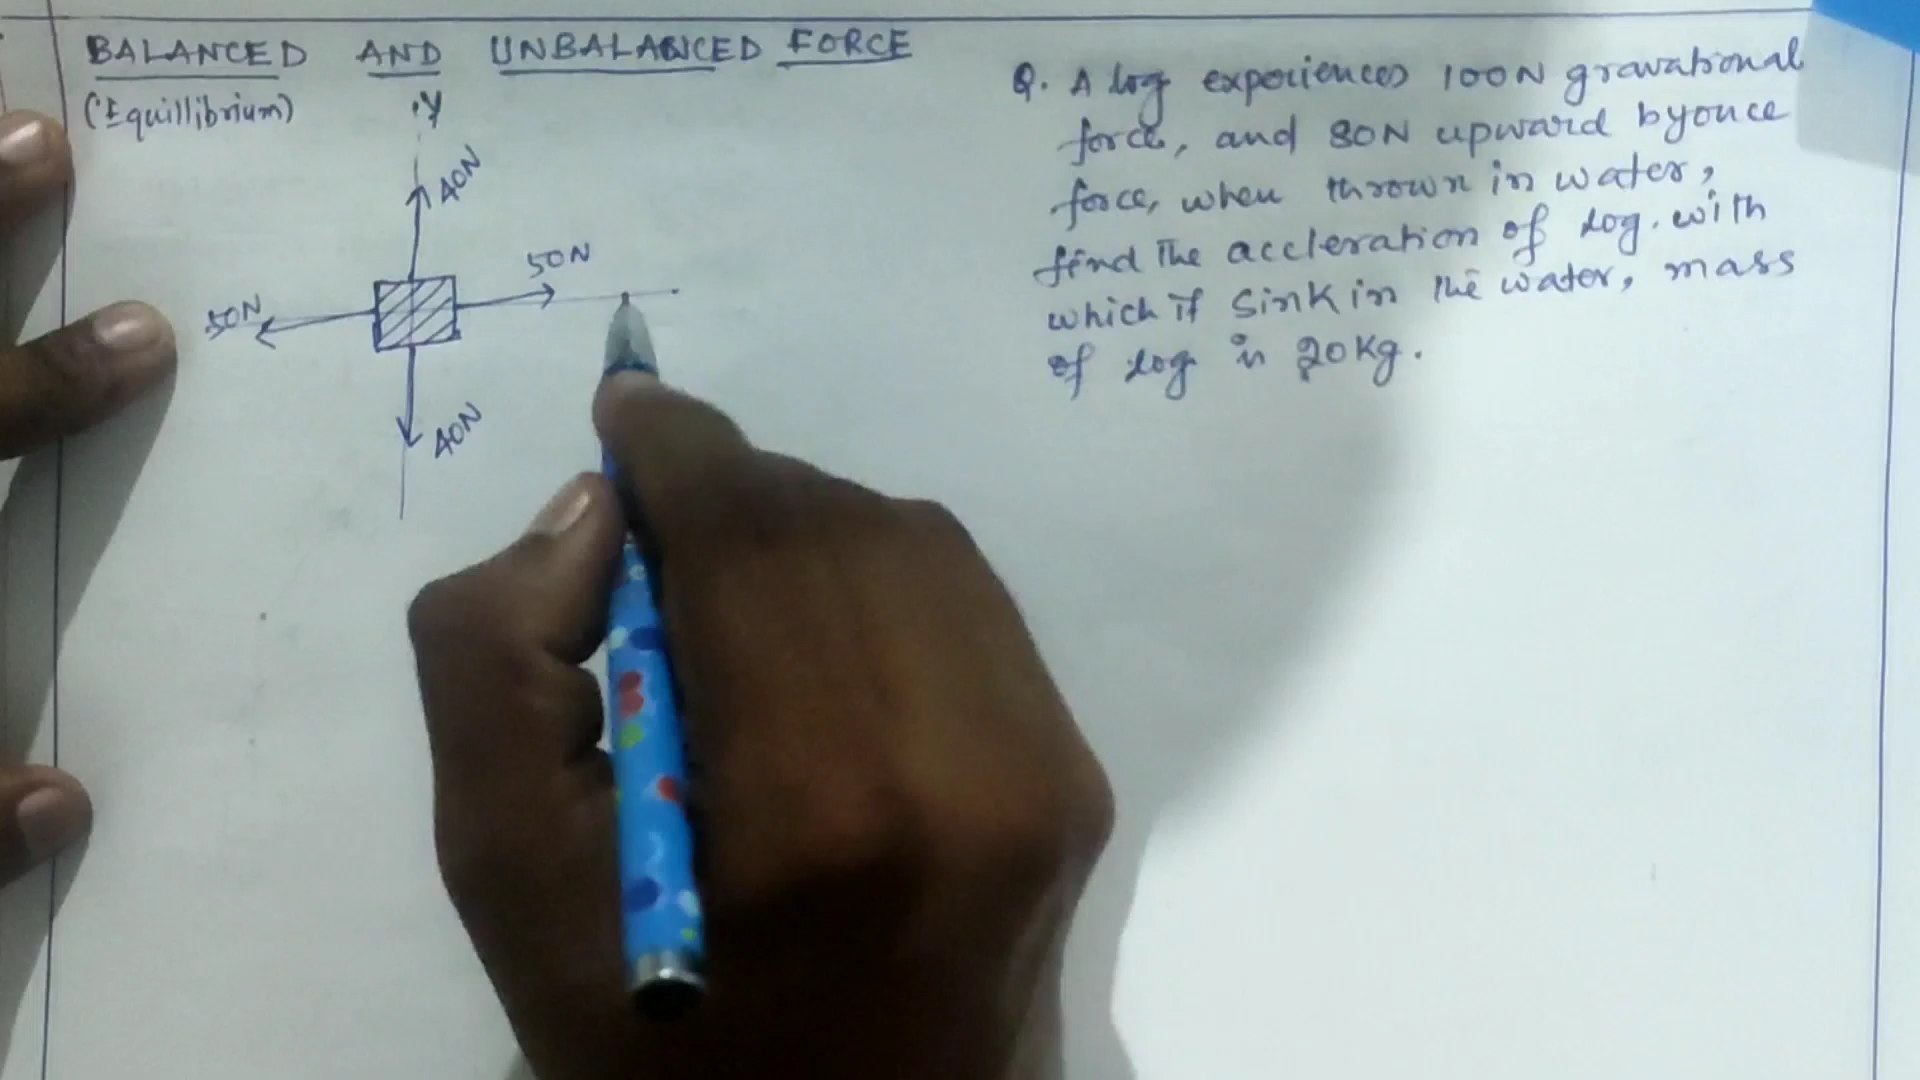 BALANCED AND UNBALANCED FORCE
(Equillibrium)
Y
40N
50N
50N
40N
Q. A log experiences 100N gravational
force, and 80N upward byouce
force, when thrown in water,
find The accleration of log. with
which it Sink in the water, mass
of log is 20Kg.